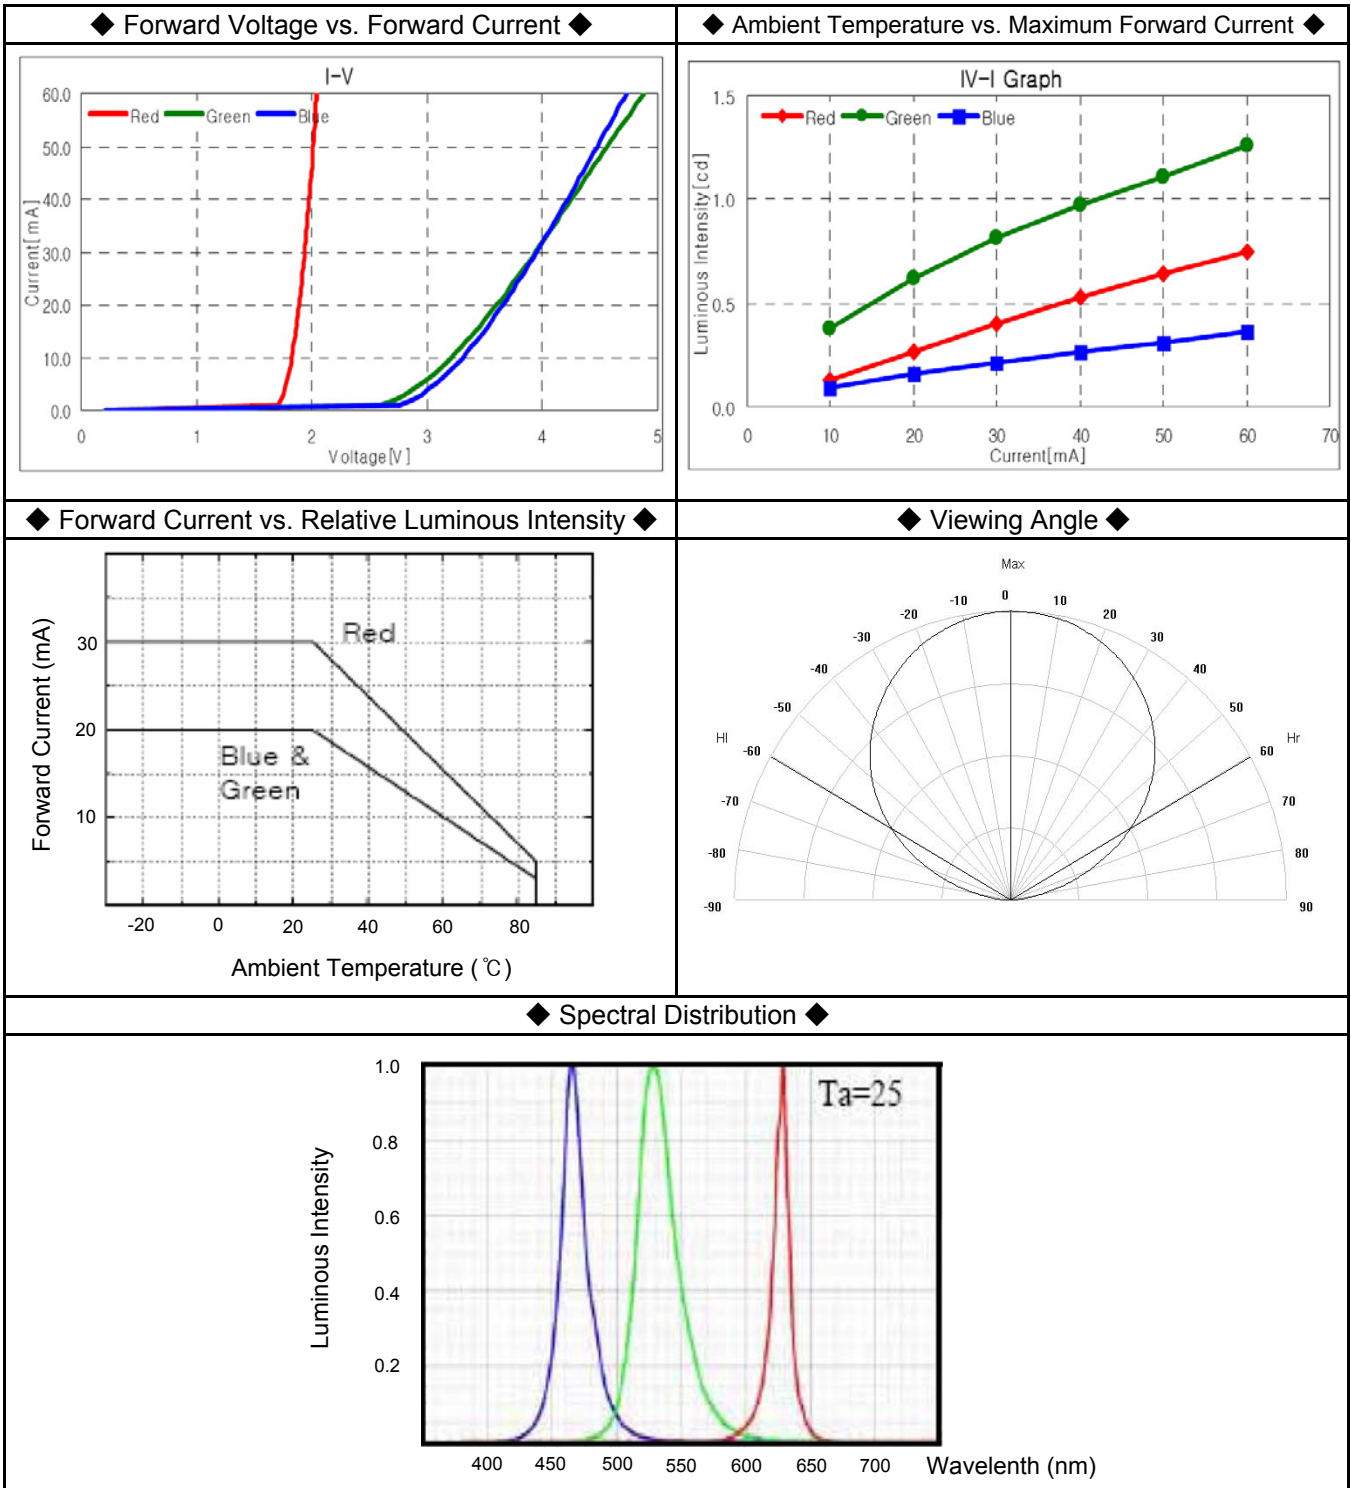 ◆ Forward Voltage vs. Forward Current ◆
◆ Ambient Temperature vs. Maximum Forward Current ◆
I-V
Red Green Blue
Current[mA]
60.0
50.0
40.0
30.0
20.0
10.0
0.0
0 1 2 3 4 5
Voltage[V]
IV-I Graph
Red Green Blue
Luminous Intensity[cd]
1.5
1.0
0.5
0.0
0 10 20 30 40 50 60 70
Current[mA]
◆ Forward Current vs. Relative Luminous Intensity ◆
◆ Viewing Angle ◆
Forward Current (mA)
30
20
10
Red
Blue &
Green
-20 0 20 40 60 80
Ambient Temperature (℃)
Max
-90 -80 -70 -60 -50 -40 -30 -20 -10 0 10 20 30 40 50 60 70 80 90
Hl
Hr
◆ Spectral Distribution ◆
Luminous Intensity
1.0
0.8
0.6
0.4
0.2
Ta=25
400 450 500 550 600 650 700 Wavelenth (nm)